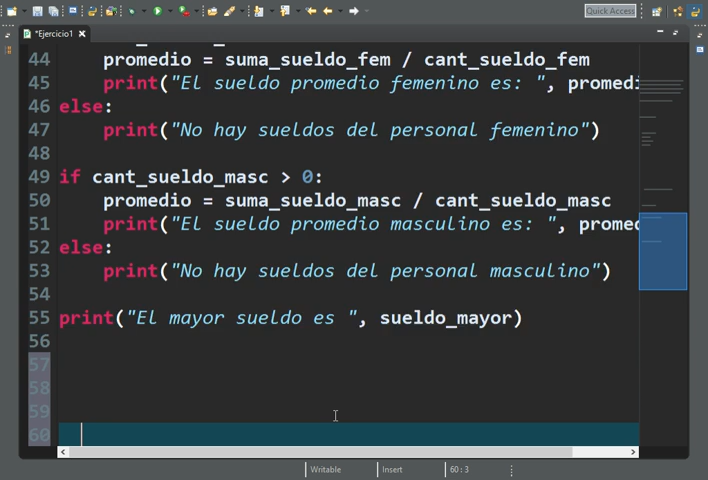 Quick Access
*Ejercicio1
44 promedio = suma_sueldo_fem / cant_sueldo_fem
45 print("El sueldo promedio femenino es: ", promedi
46 else:
47 print("No hay sueldos del personal femenino")
48
49 if cant_sueldo_masc > 0:
50 promedio = suma_sueldo_masc / cant_sueldo_masc
51 print("El sueldo promedio masculino es: ", promed
52 else:
53 print("No hay sueldos del personal masculino")
54
55 print("El mayor sueldo es ", sueldo_mayor)
56
57
58
59
60
Writable Insert 60 : 3